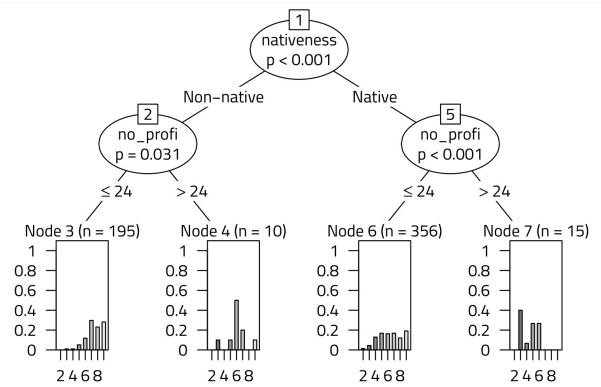 1
nativeness
p < 0.001
Non−native
Native
2
no_profi
p = 0.031
5
no_profi
p < 0.001
≤ 24
> 24
≤ 24
> 24
Node 3 (n = 195)
Node 4 (n = 10)
Node 6 (n = 356)
Node 7 (n = 15)
1
0.8
0.6
0.4
0.2
0
1
0.8
0.6
0.4
0.2
0
1
0.8
0.6
0.4
0.2
0
1
0.8
0.6
0.4
0.2
0
2 4 6 8
2 4 6 8
2 4 6 8
2 4 6 8